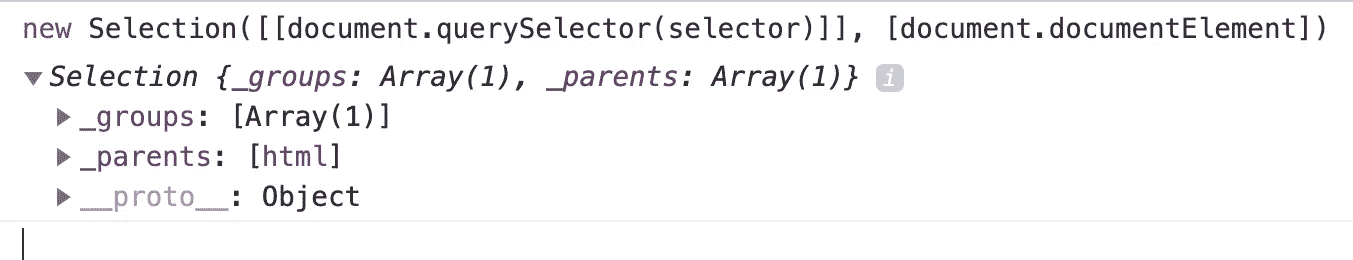 new Selection([[document.querySelector(selector)]], [document.documentElement])
▼Selection {_groups: Array(1), _parents: Array(1)} i
▶_groups: [Array(1)]
▶_parents: [html]
▶__proto__: Object